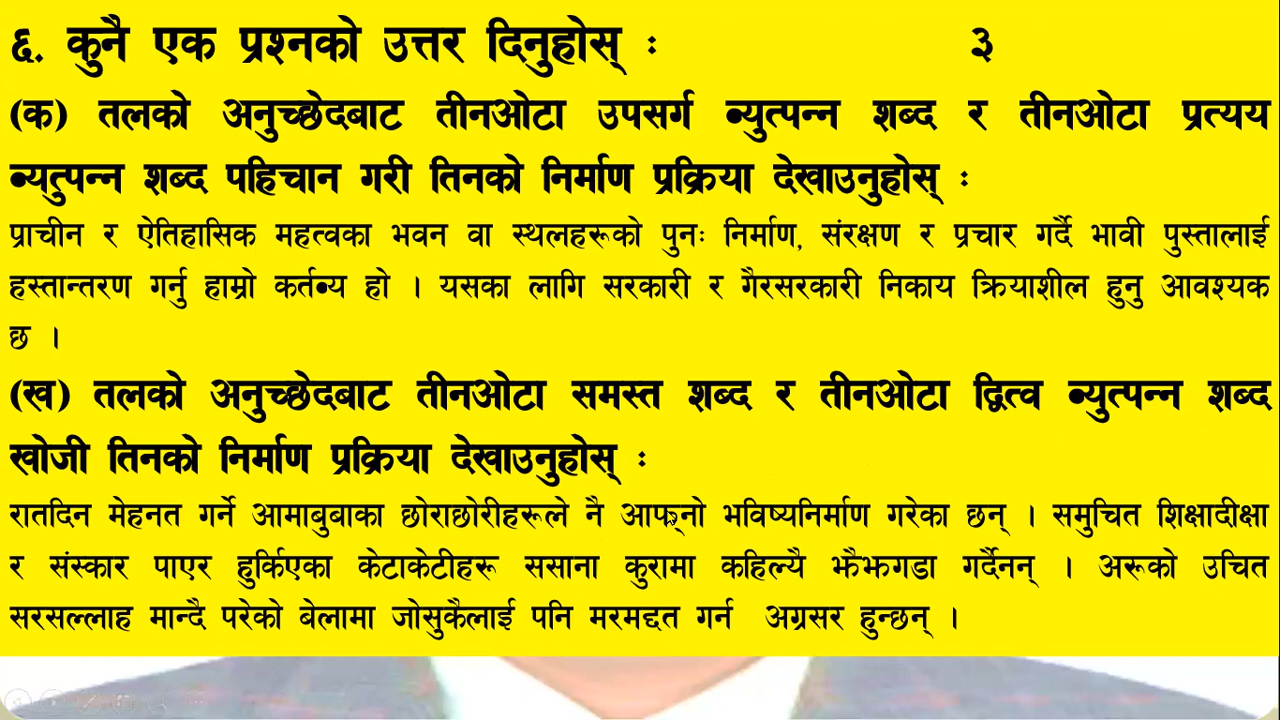 ६. कुनै एक प्रश्नको उत्तर दिनुहोस् : ३
(क) तलको अनुच्छेदबाट तीनओटा उपसर्ग ब्युत्पन्न शब्द र तीनओटा प्रत्यय
ब्यत्पन्न शब्द पहिचान गरी तिनको निर्माण प्रक्रिया देखाउनुहोस् :
प्राचीन र ऐतिहासिक महत्वका भवन वा स्थलहरूको पुनः निर्माण, संरक्षण र प्रचार गर्दै भावी पुस्तालाई
हस्तान्तरण गर्नु हाम्रो कर्तब्य हो । यसका लागि सरकारी र गैरसरकारी निकाय क्रियाशील हुनु आवश्यक
छ ।
(ख) तलको अनुच्छेदबाट तीनओटा समस्त शब्द र तीनओटा द्वित्व ब्युत्पन्न शब्द
खोजी तिनको निर्माण प्रक्रिया देखाउनुहोस् :
रातदिन मेहनत गर्ने आमाबुबाका छोराछोरीहरूले नै आफ्नो भविष्यनिर्माण गरेका छन् । समुचित शिक्षादीक्षा
र संस्कार पाएर हुर्किएका केटाकेटीहरू ससाना कुरामा कहिल्यै झैझगडा गर्दैनन् । अरूको उचित
सरसल्लाह मान्दै परेको बेलामा जोसुकैलाई पनि मरमद्दत गर्न अग्रसर हुन्छन् ।